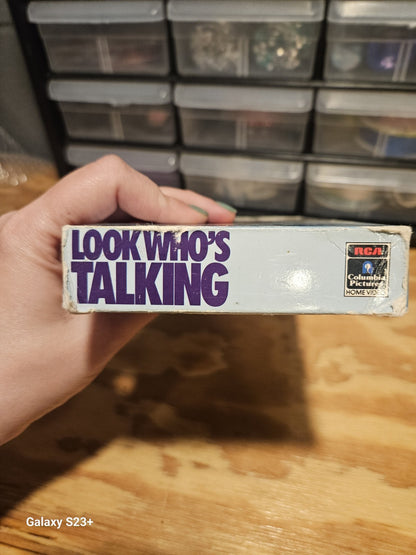 LOOK WHO'S
TALKING
RCA
Columbia
Pictures
HOME VIDEO
Galaxy S23+